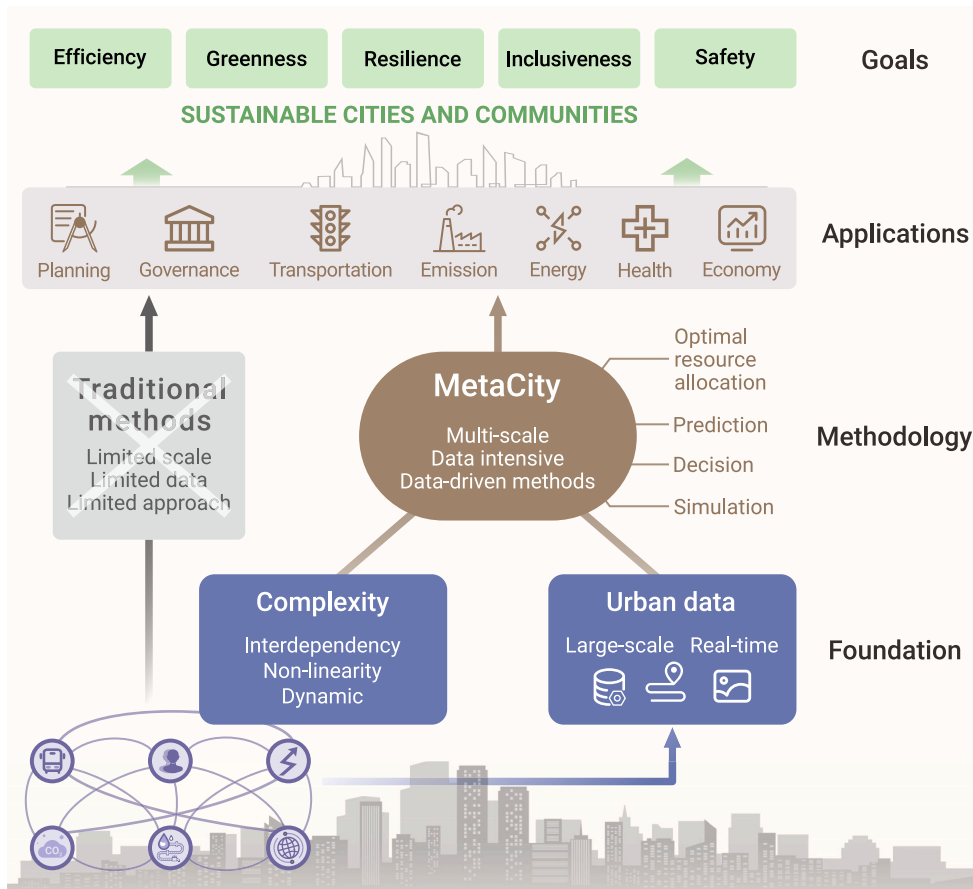 Efficiency
Greenness
Resilience
Inclusiveness
Safety
Goals
SUSTAINABLE CITIES AND COMMUNITIES
Planning
Governance
Transportation
Emission
Energy
Health
Economy
Applications
Traditional
methods
Limited scale
Limited data
Limited approach
MetaCity
Multi-scale
Data intensive
Data-driven methods
Optimal
resource
allocation
Prediction
Decision
Simulation
Methodology
Complexity
Interdependency
Non-linearity
Dynamic
Urban data
Large-scale
Real-time
Foundation
CO₂